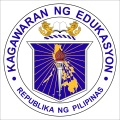 KAGAWARAN NG EDUKASYON
REPUBLIKA NG PILIPINAS